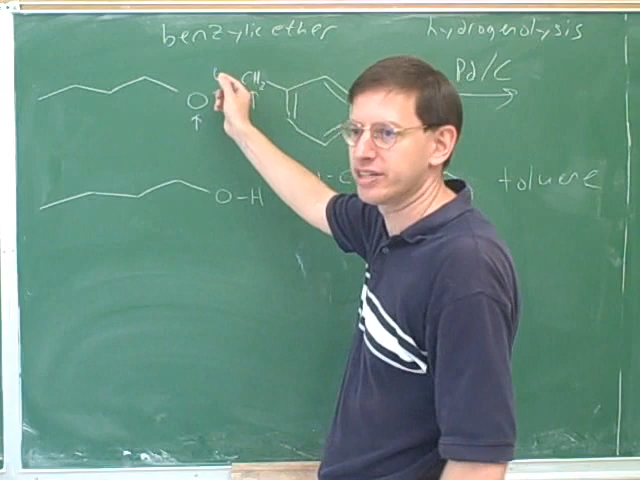 benzylic ether hydrogenolysis
Pd/C
O CH2
O-H toluene